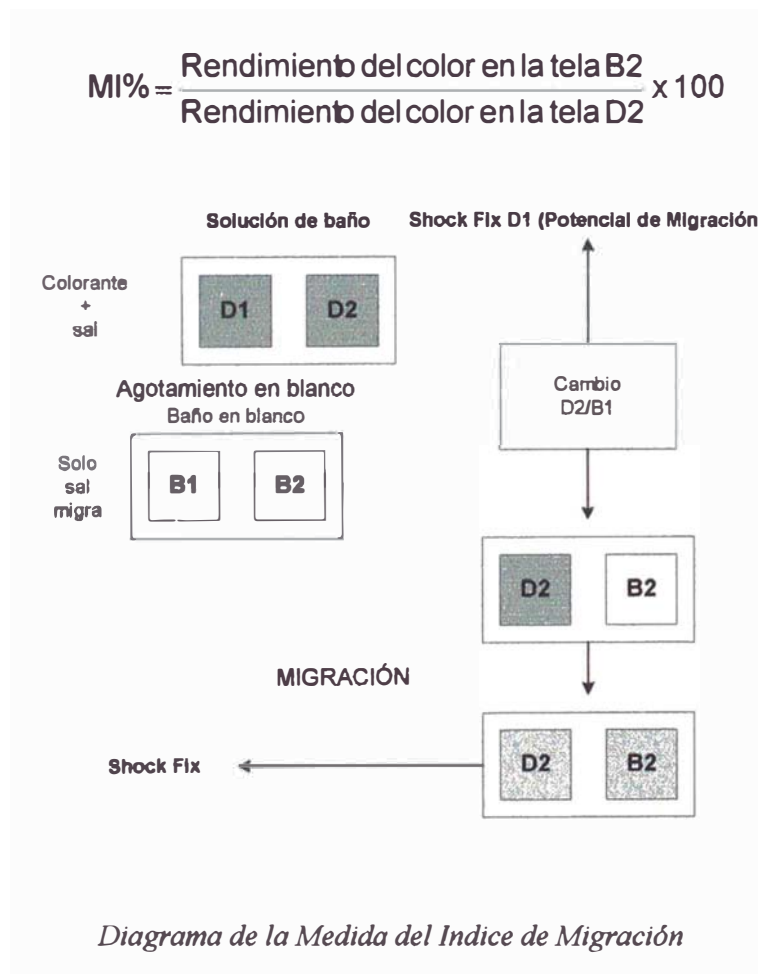 MI% = Rendimiento del color en la tela B2 x 100
Rendimiento del color en la tela D2
Solución de baño
Shock Fix D1 (Potencial de Migración
Colorante
+
sal
D1 D2
Agotamiento en blanco
Baño en blanco
Cambio
D2/B1
Solo
sal
migra
B1 B2
D2 B2
MIGRACIÓN
Shock Fix
D2 B2
Diagrama de la Medida del Indice de Migración